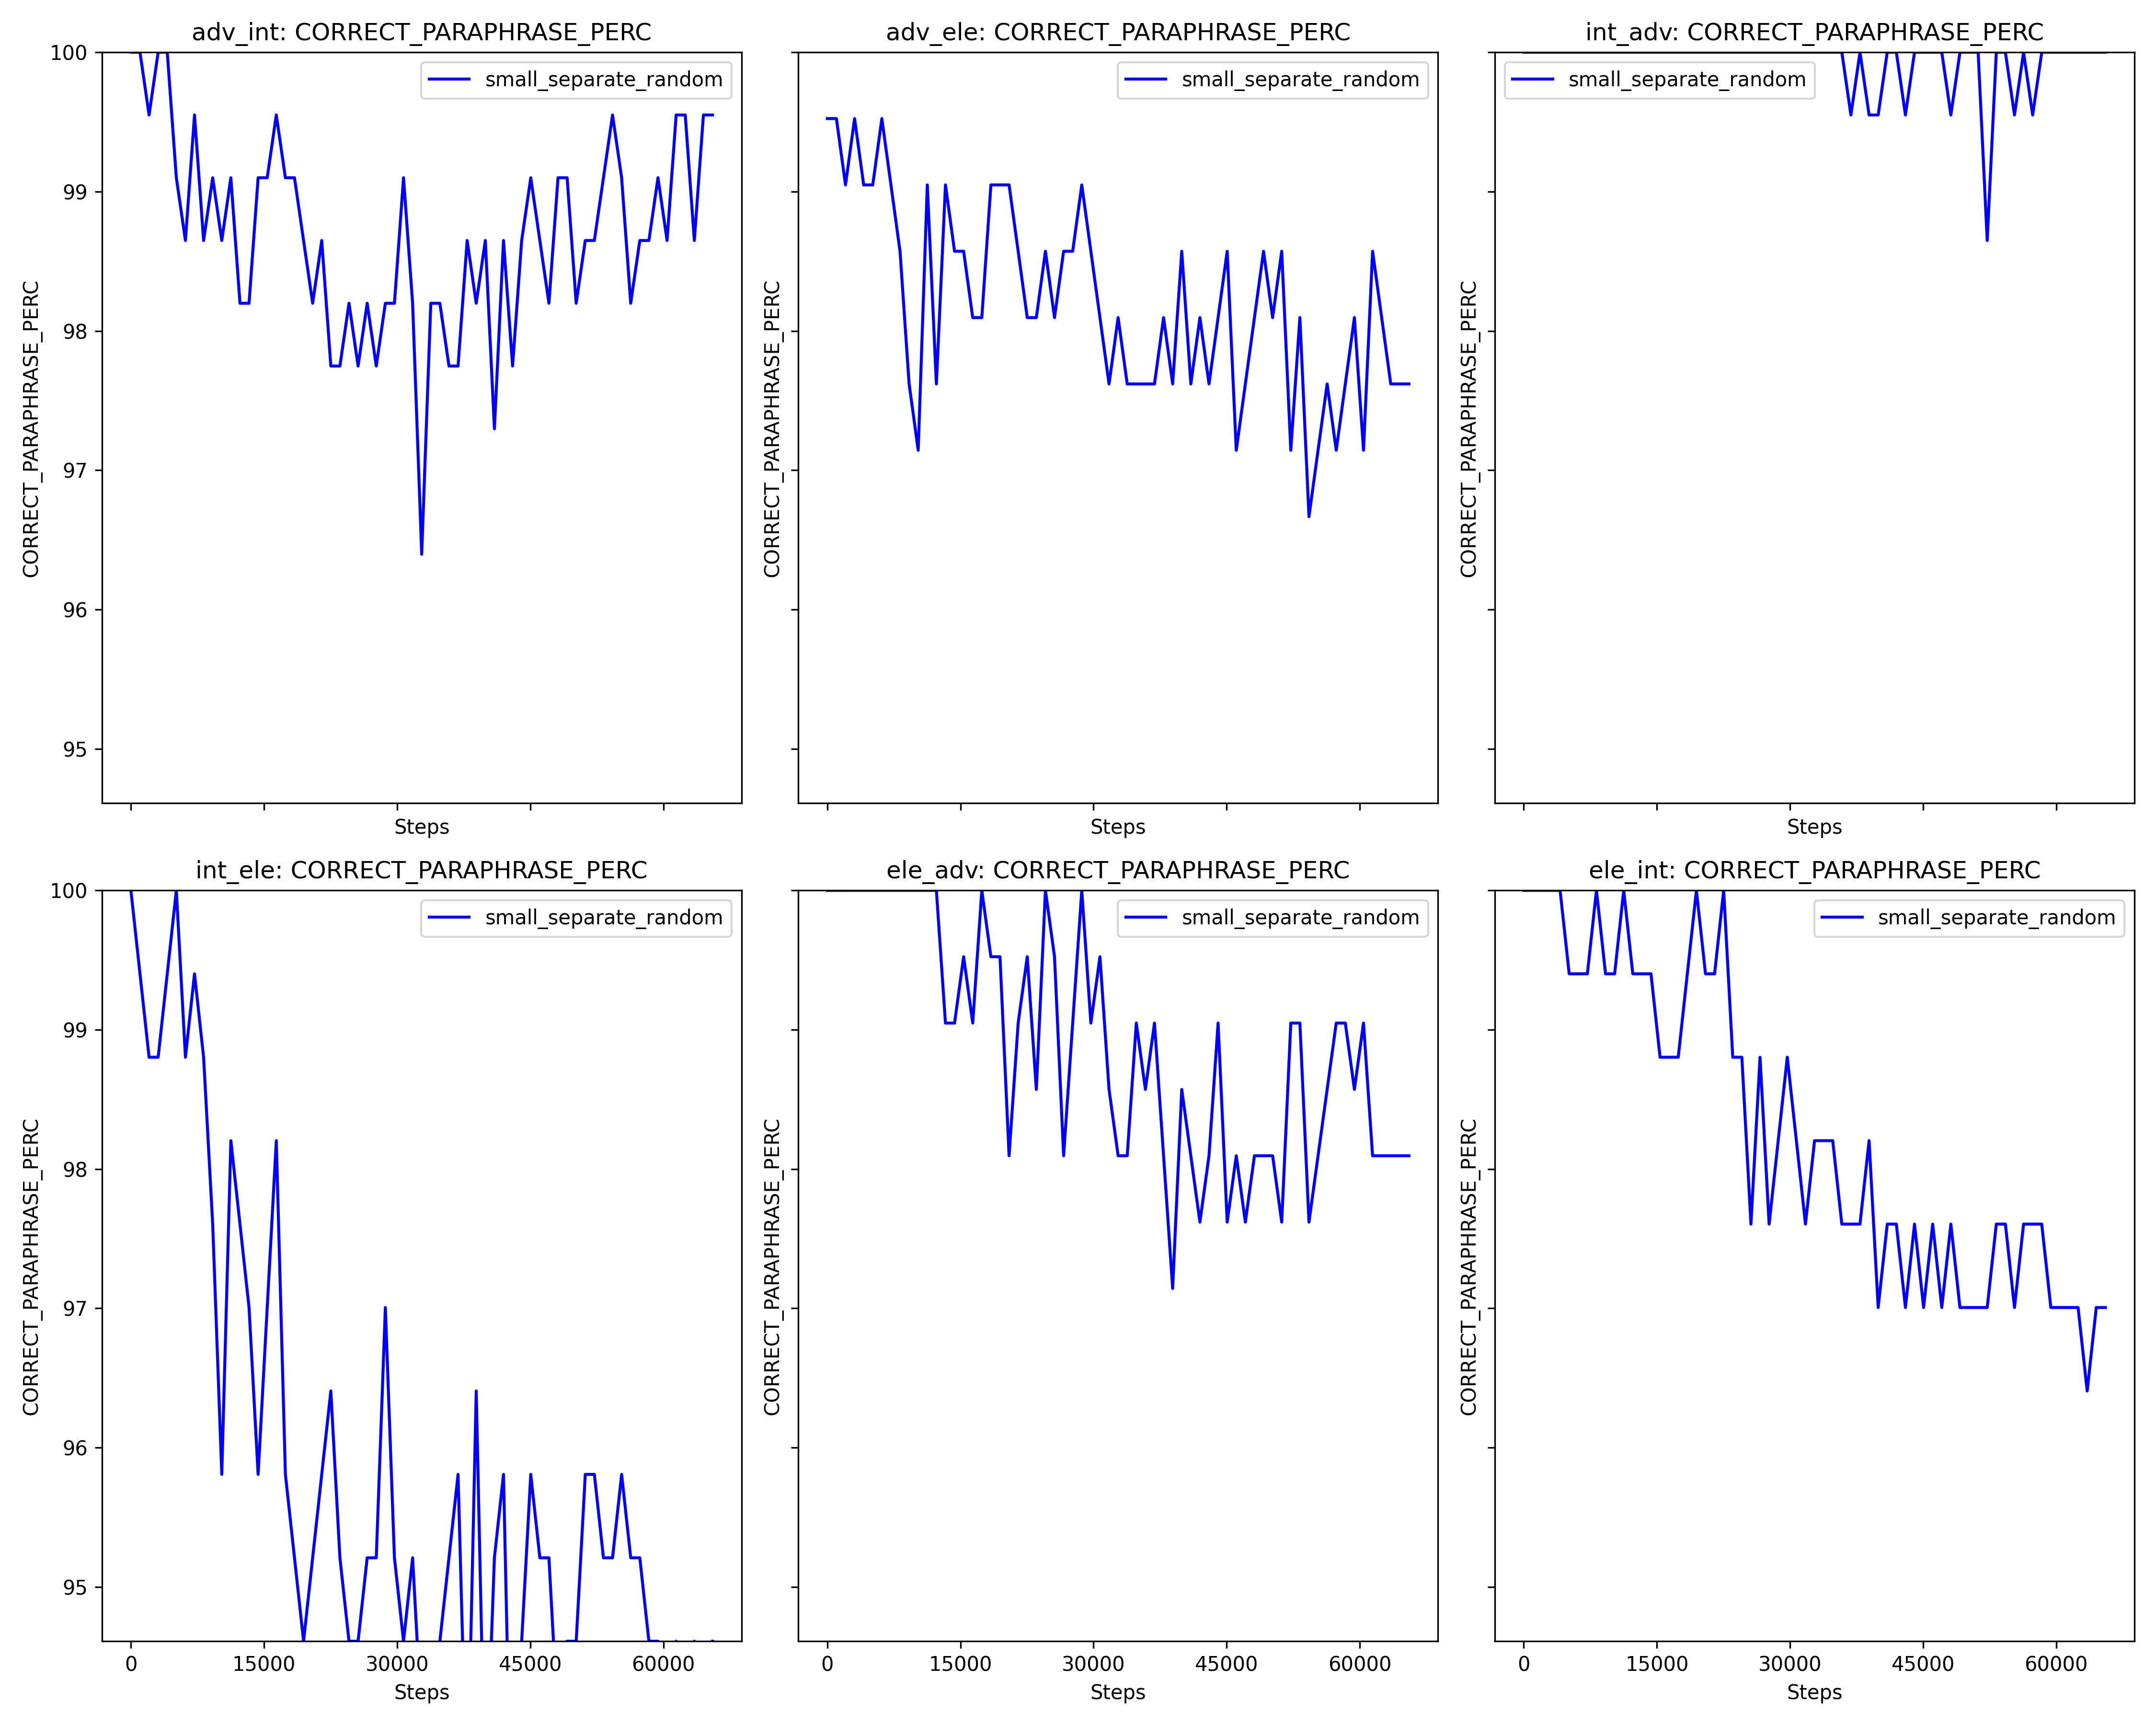 adv_int: CORRECT_PARAPHRASE_PERC
adv_ele: CORRECT_PARAPHRASE_PERC
int_adv: CORRECT_PARAPHRASE_PERC
small_separate_random
small_separate_random
small_separate_random
100
99
98
97
96
95
CORRECT_PARAPHRASE_PERC
CORRECT_PARAPHRASE_PERC
CORRECT_PARAPHRASE_PERC
Steps
Steps
Steps
int_ele: CORRECT_PARAPHRASE_PERC
ele_adv: CORRECT_PARAPHRASE_PERC
ele_int: CORRECT_PARAPHRASE_PERC
small_separate_random
small_separate_random
small_separate_random
100
99
98
97
96
95
CORRECT_PARAPHRASE_PERC
CORRECT_PARAPHRASE_PERC
CORRECT_PARAPHRASE_PERC
0 15000 30000 45000 60000
0 15000 30000 45000 60000
0 15000 30000 45000 60000
Steps
Steps
Steps